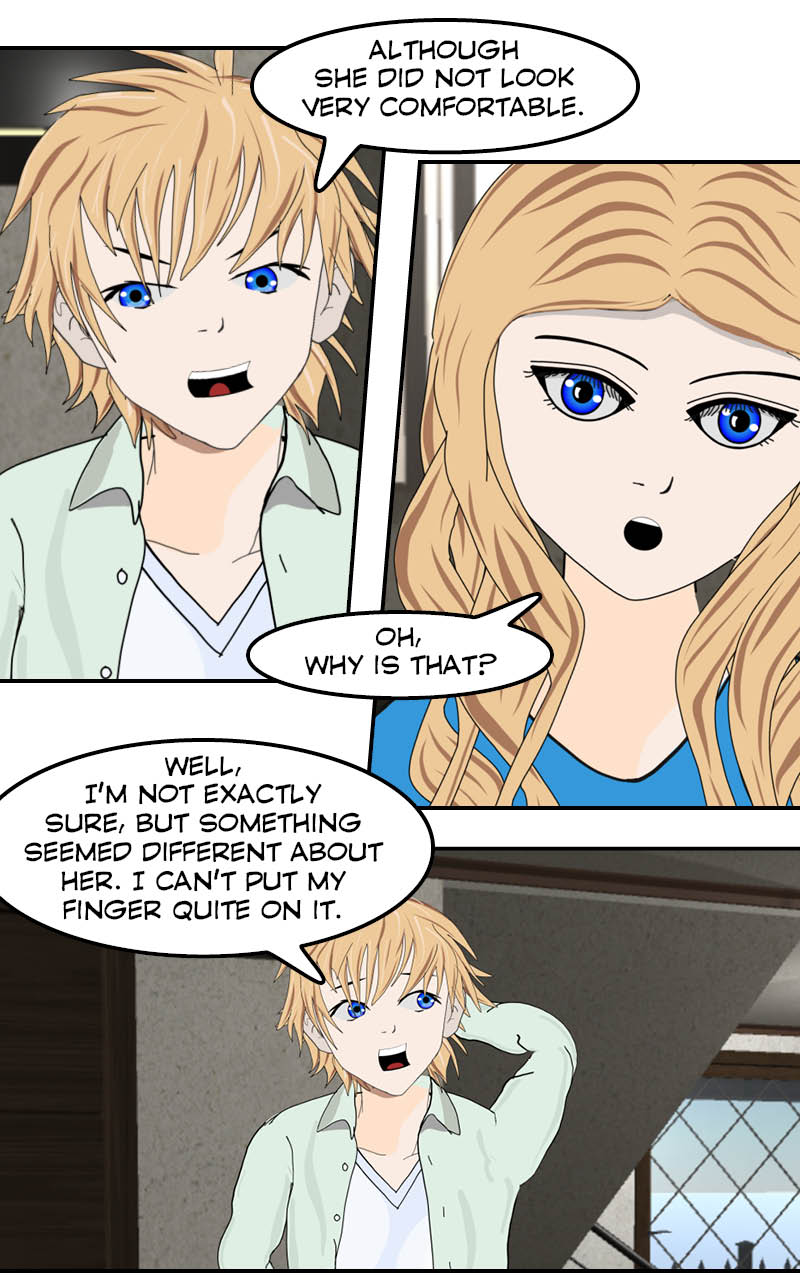 ALTHOUGH
SHE DID NOT LOOK
VERY COMFORTABLE.
OH,
WHY IS THAT?
WELL,
I'M NOT EXACTLY
SURE, BUT SOMETHING
SEEMED DIFFERENT ABOUT
HER. I CAN'T PUT MY
FINGER QUITE ON IT.